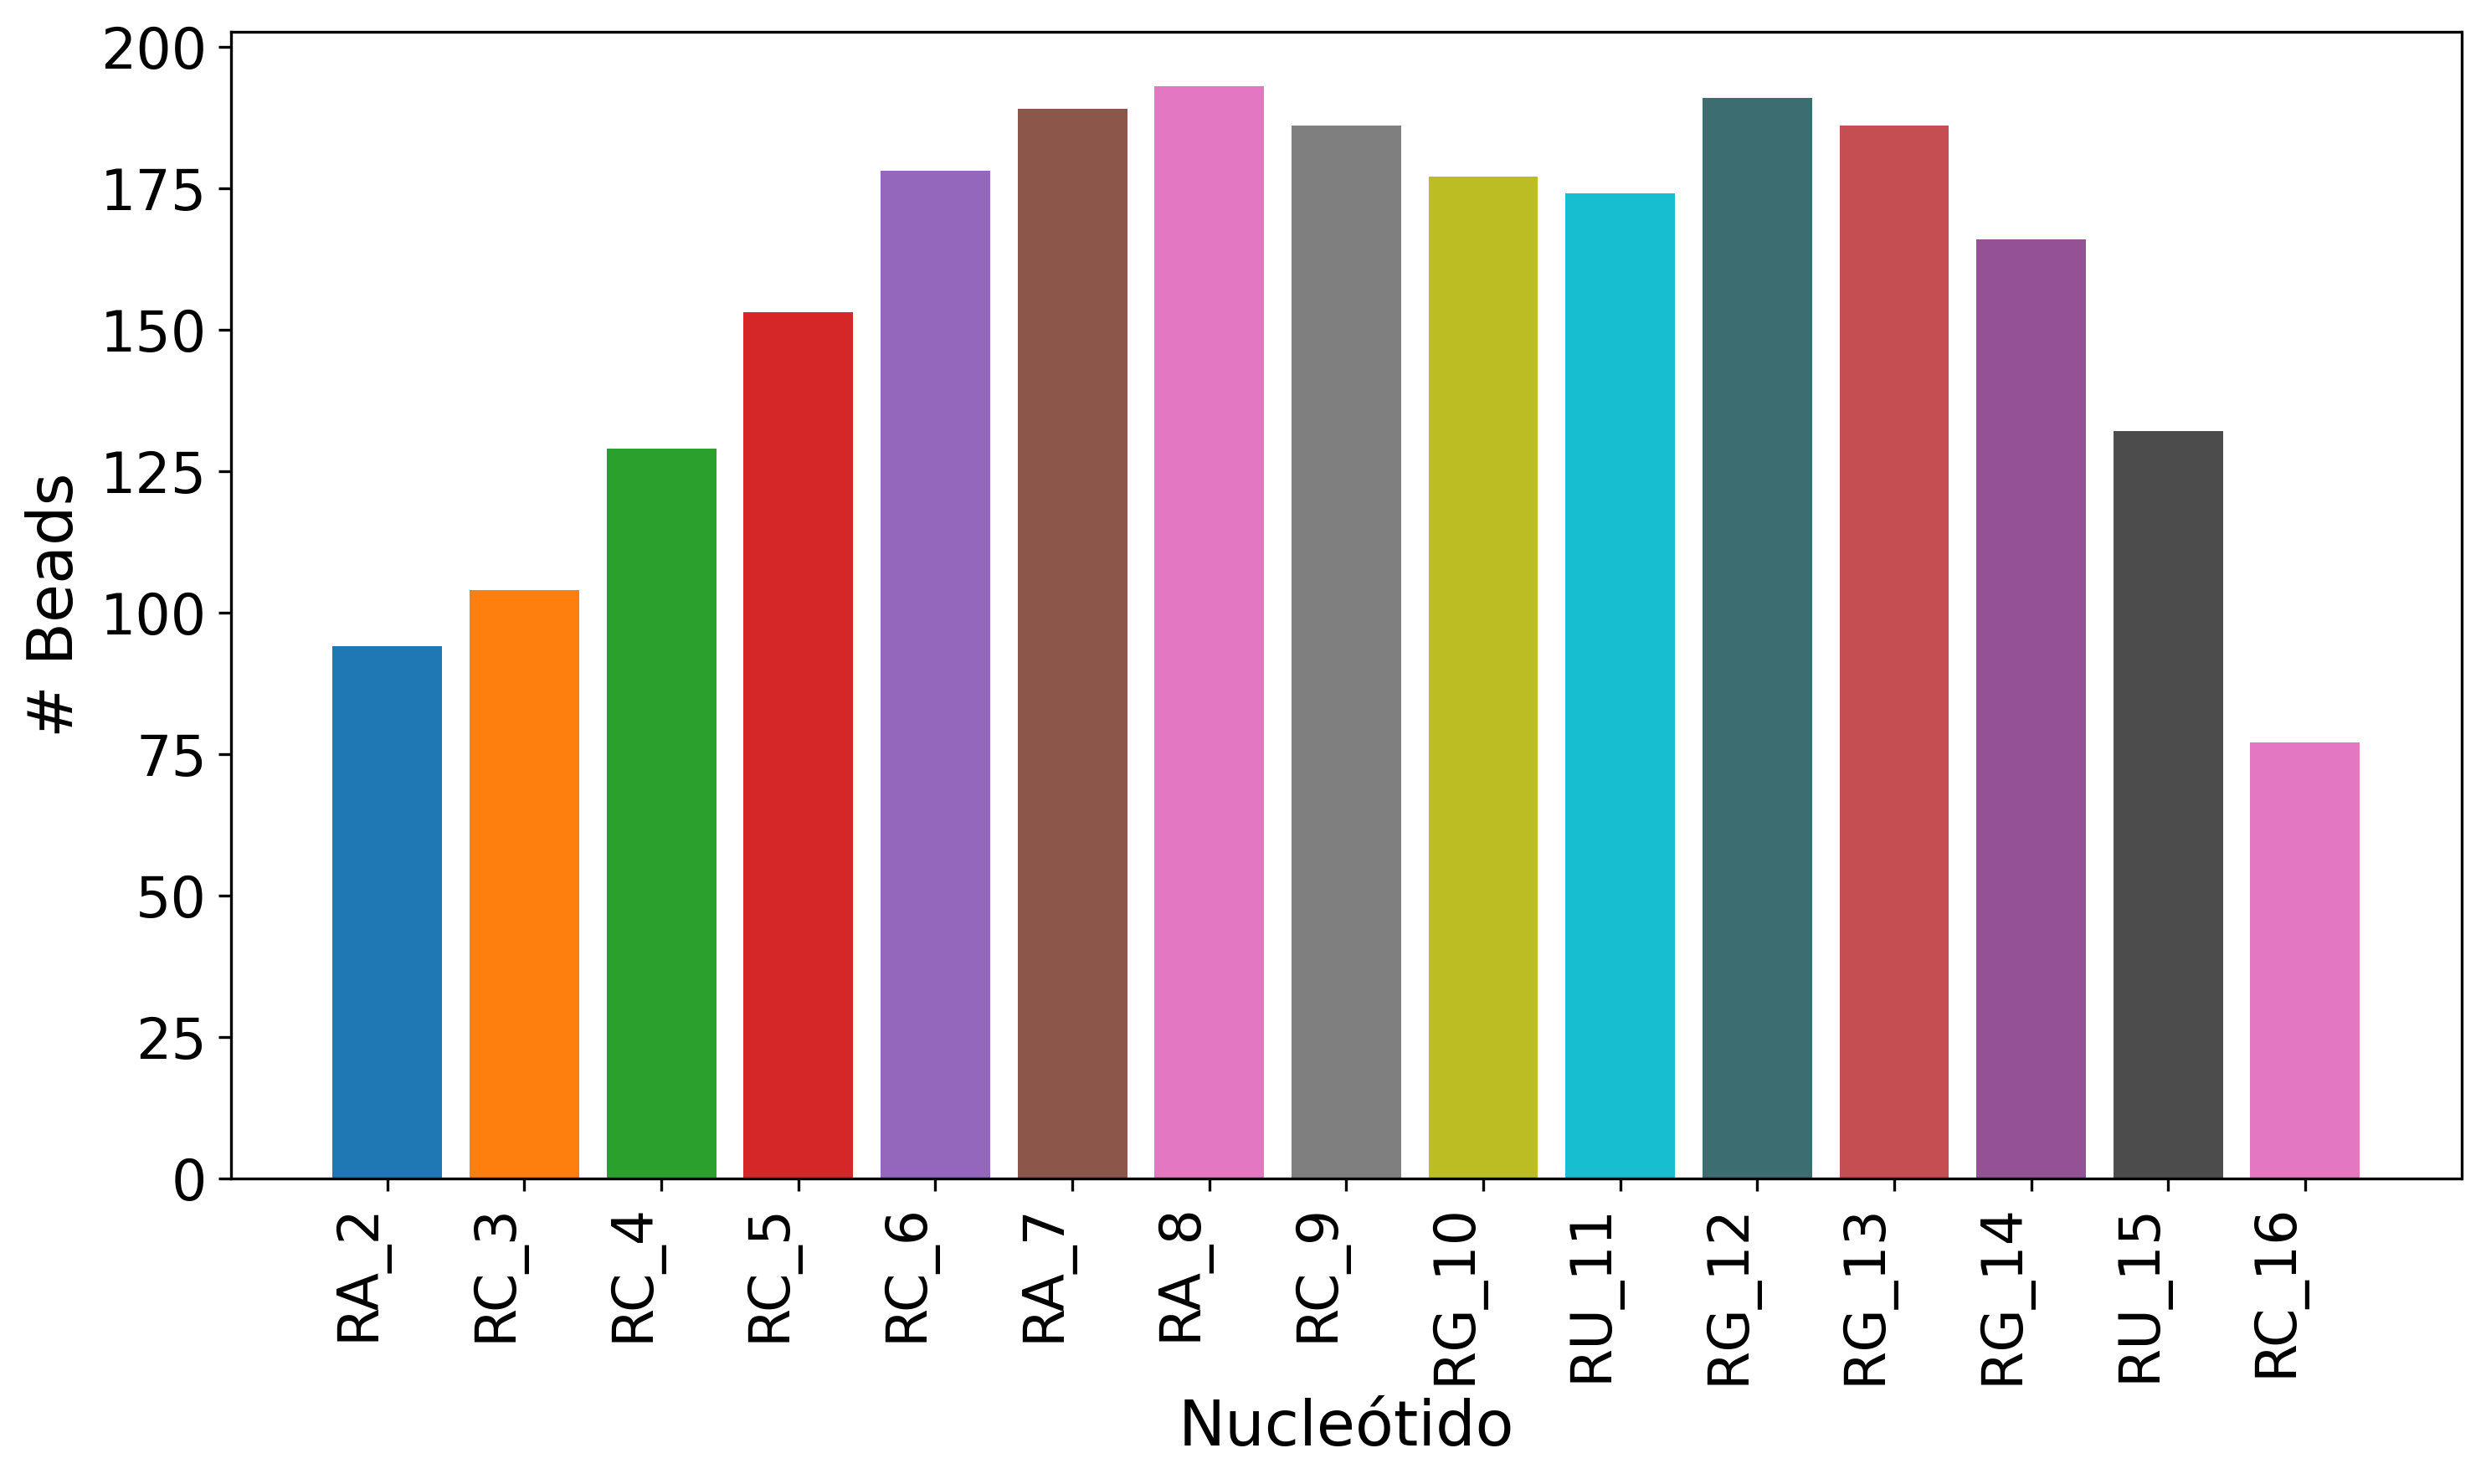 200
175
150
125
100
75
50
25
0
# Beads
RA_2
RC_3
RC_4
RC_5
RC_6
RA_7
RA_8
RC_9
RG_10
RU_11
RG_12
RG_13
RG_14
RU_15
RC_16
Nucleótido